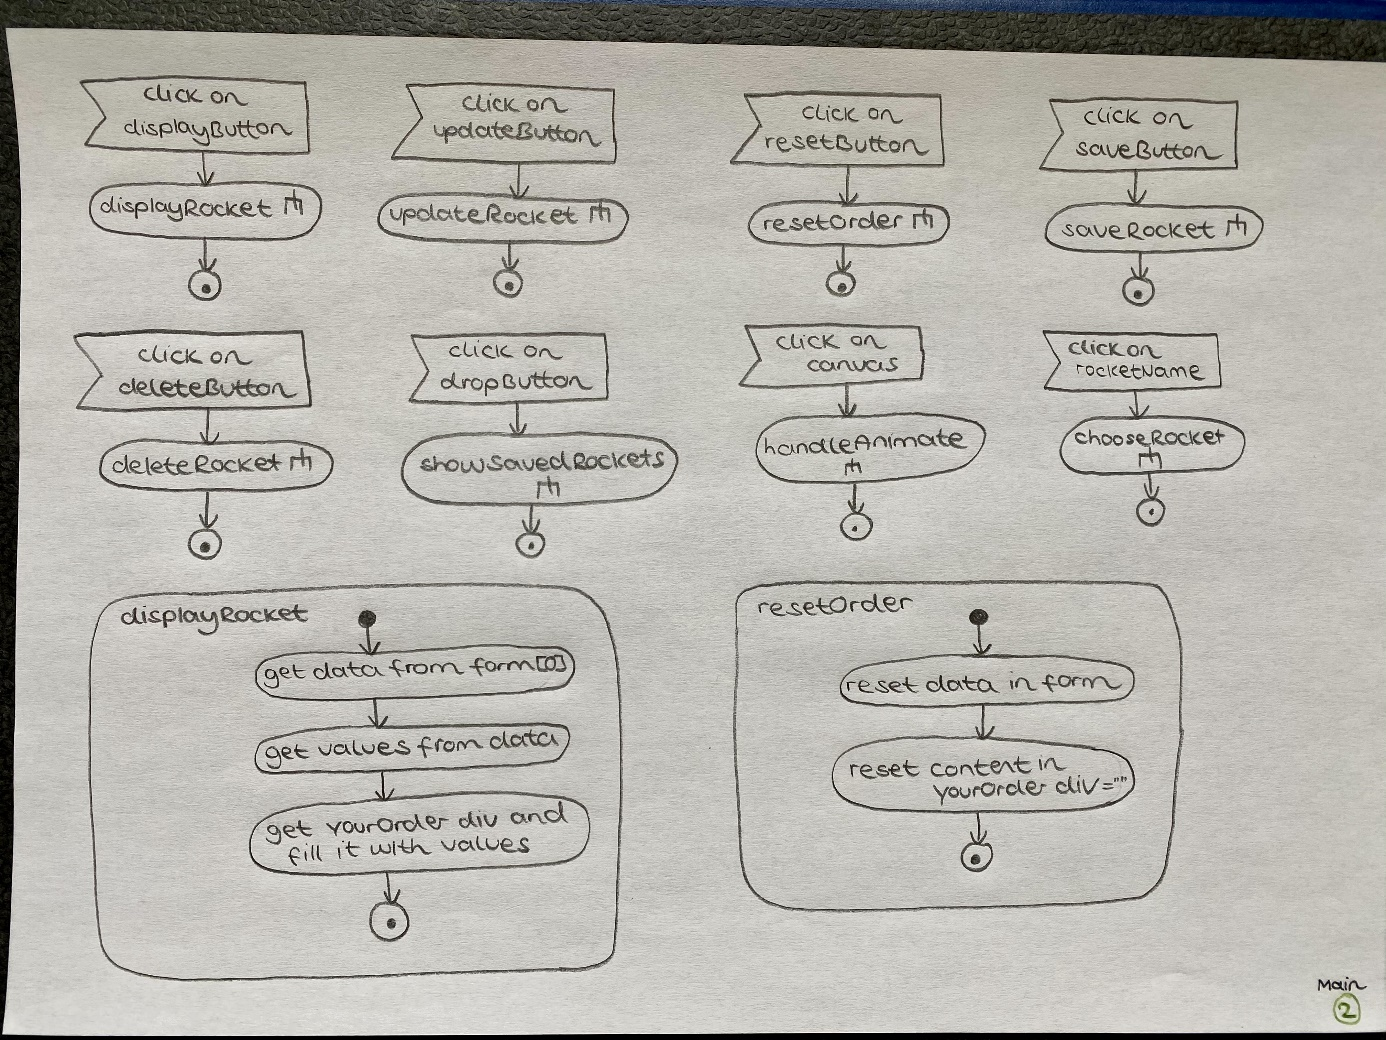 click on
displayButton
displayRocket
click on
updateButton
updateRocket
click on
resetButton
resetOrder
click on
saveButton
saveRocket
click on
deleteButton
deleteRocket
click on
dropButton
showSavedRockets
click on
canvas
handleAnimate
click on
rocketName
chooseRocket
displayRocket
get data from form[0]
get values from data
get yourOrder div and
fill it with values
resetOrder
reset data in form
reset content in
yourOrder div=""
Main
2